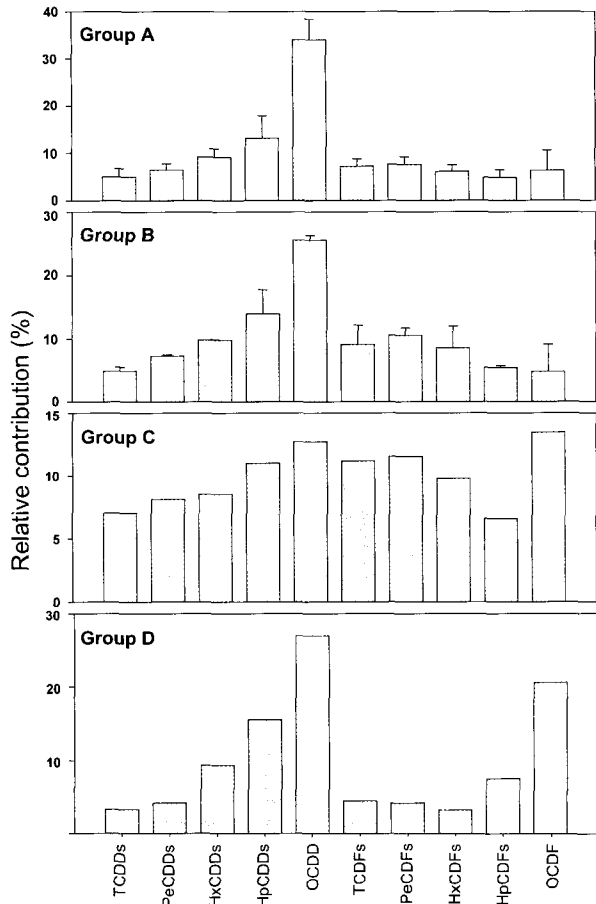 40
Group A
30
20
10
0
30
Group B
20
10
0
15
Group C
10
5
0
30
Group D
20
10
Relative contribution (%)
TCDDs
PeCDDs
HxCDDs
HpCDDs
OCDD
TCDFs
PeCDFs
HxCDFs
HpCDFs
OCDF